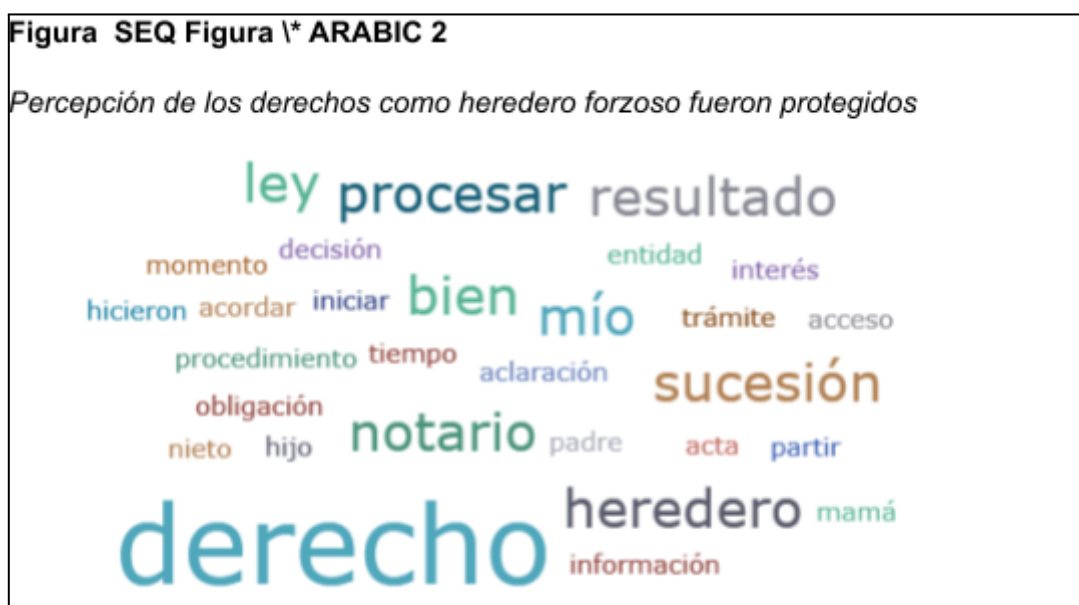 Figura  SEQ Figura \* ARABIC 2
Percepción de los derechos como heredero forzoso fueron protegidos
ley procesar resultado
momento decisión entidad interés
hicieron acordar iniciar bien mío trámite acceso
procedimiento tiempo aclaración sucesión
obligación
nieto hijo notario padre acta partir
derecho heredero mamá
información